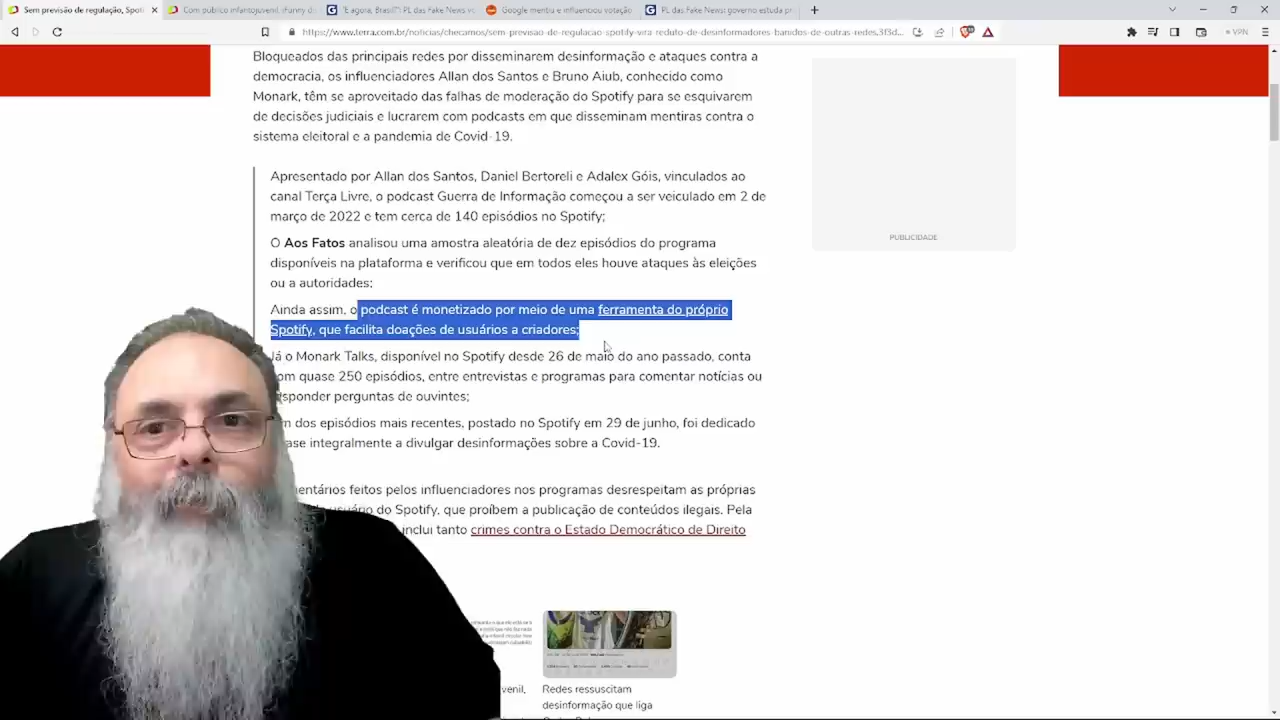 Sem previsão de regulação, Spoti
Com público infantojuvenil, iFunny d
"E agora, Brasil?": PL das Fake News vo
Google mentiu e influenciou votação
PL das Fake News: governo estuda pr
https://www.terra.com.br/noticias/checamos/sem-previsao-de-regulacao-spotify-vira-reduto-de-desinformadores-banidos-de-outras-redes,3f3d...
VPN
Bloqueados das principais redes por disseminarem desinformação e ataques contra a
democracia, os influenciadores Allan dos Santos e Bruno Aiub, conhecido como
Monark, têm se aproveitado das falhas de moderação do Spotify para se esquivarem
de decisões judiciais e lucrarem com podcasts em que disseminam mentiras contra o
sistema eleitoral e a pandemia de Covid-19.
Apresentado por Allan dos Santos, Daniel Bertoreli e Adalex Góis, vinculados ao
canal Terça Livre, o podcast Guerra de Informação começou a ser veiculado em 2 de
março de 2022 e tem cerca de 140 episódios no Spotify;
O Aos Fatos analisou uma amostra aleatória de dez episódios do programa
disponíveis na plataforma e verificou que em todos eles houve ataques às eleições
ou a autoridades;
Ainda assim, o podcast é monetizado por meio de uma ferramenta do próprio
Spotify, que facilita doações de usuários a criadores;
Já o Monark Talks, disponível no Spotify desde 26 de maio do ano passado, conta
om quase 250 episódios, entre entrevistas e programas para comentar notícias ou
sponder perguntas de ouvintes;
m dos episódios mais recentes, postado no Spotify em 29 de junho, foi dedicado
ase integralmente a divulgar desinformações sobre a Covid-19.
entários feitos pelos influenciadores nos programas desrespeitam as próprias
usuário do Spotify, que proíbem a publicação de conteúdos ilegais. Pela
inclui tanto crimes contra o Estado Democrático de Direito
PUBLICIDADE
venil,
Redes ressuscitam
desinformação que liga